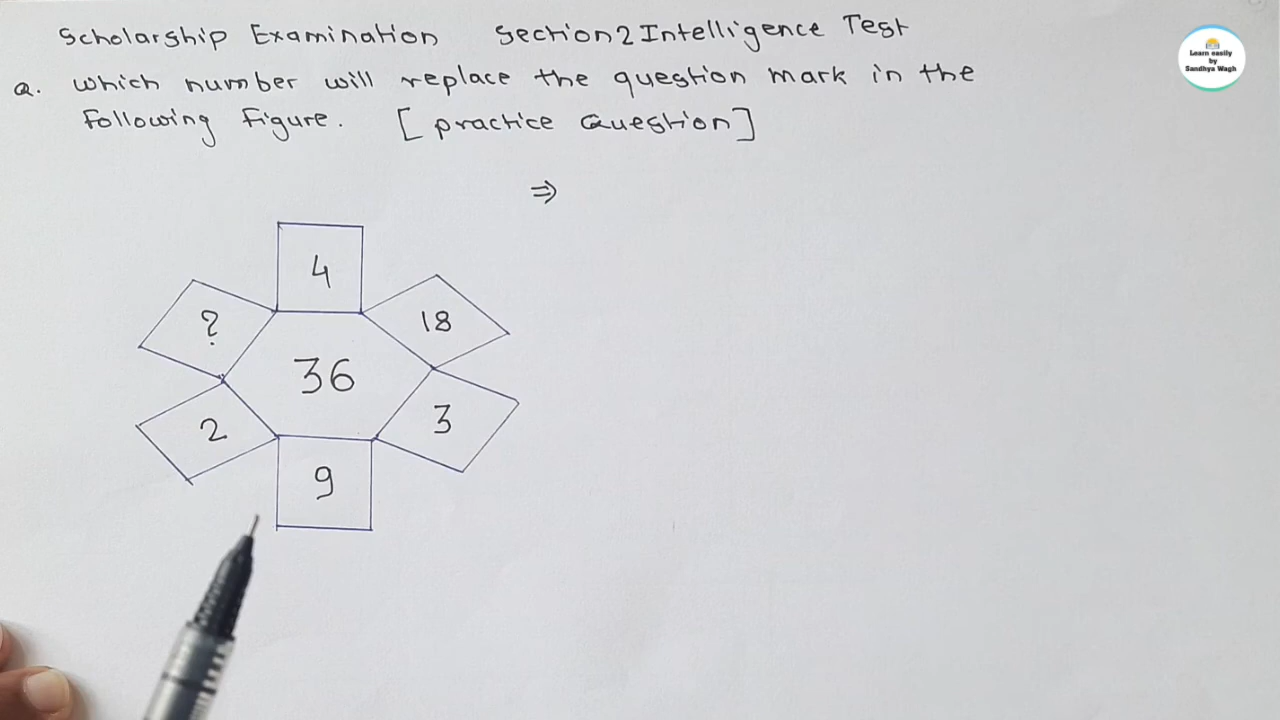 Scholarship Examination Section 2 Intelligence Test
Learn easily
by
Sandhya Wagh
Q. which number will replace the question mark in the
following figure. [practice Question]
⇒
4
? 18
36
2 3
9